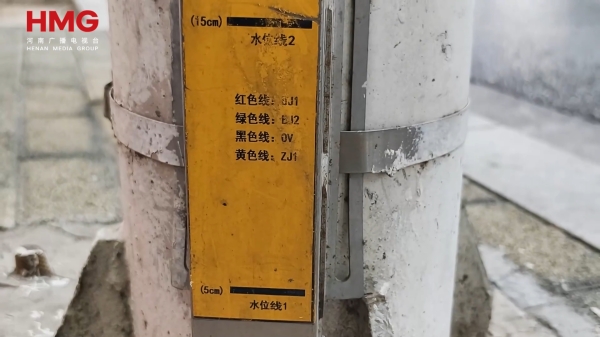 HMG
河南广播电视台
HENAN MEDIA GROUP
(15cm)
水位线2
红色线：BJ1
绿色线：BJ2
黑色线：0V
黄色线：ZJ1
(5cm)
水位线1